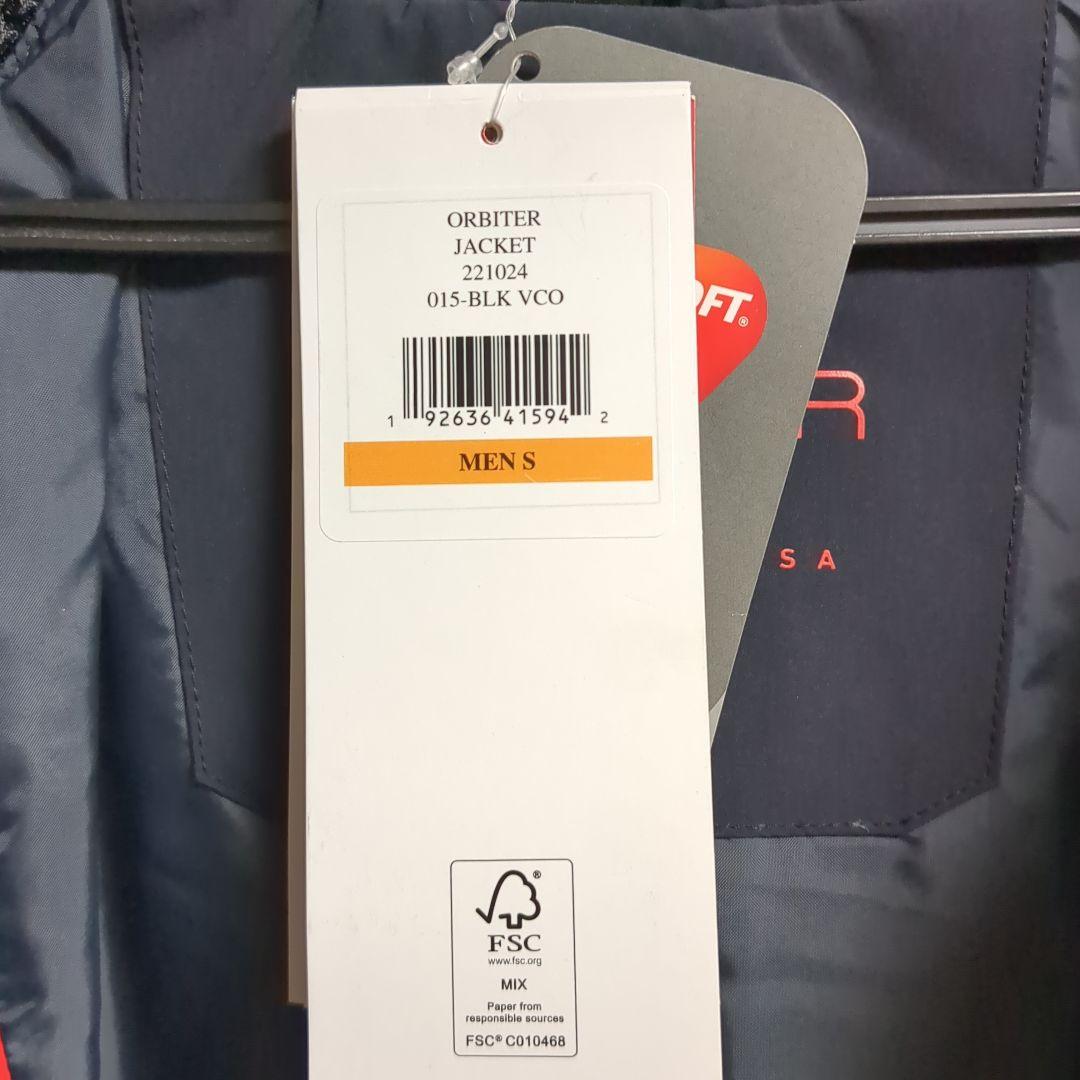 ORBITER
JACKET
221024
015-BLK VCO
1 92636 41594 2
MEN S
OFT®
R
S A
®
FSC
www.fsc.org
MIX
Paper from
responsible sources
FSC® C010468